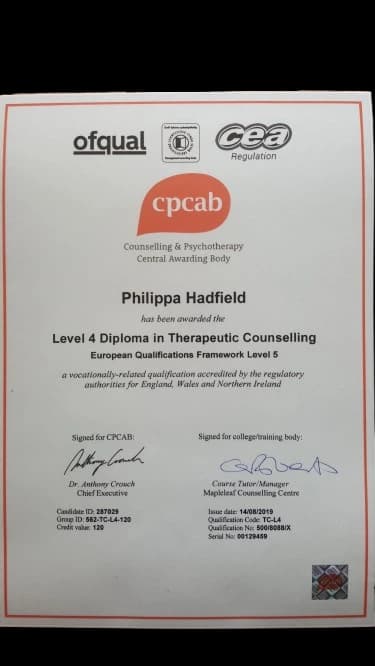 ofqual
cea
Regulation
cpcab
Counselling & Psychotherapy
Central Awarding Body
Philippa Hadfield
has been awarded the
Level 4 Diploma in Therapeutic Counselling
European Qualifications Framework Level 5
a vocationally-related qualification accredited by the regulatory
authorities for England, Wales and Northern Ireland
Signed for CPCAB:
Signed for college/training body:
Dr. Anthony Crouch
Chief Executive
Course Tutor/Manager
Mapleleaf Counselling Centre
Candidate ID: 287029
Group ID: 562-TC-L4-120
Credit value: 120
Issue date: 14/08/2019
Qualification Code: TC-L4
Qualification No: 500/8088/X
Serial No: 00129459